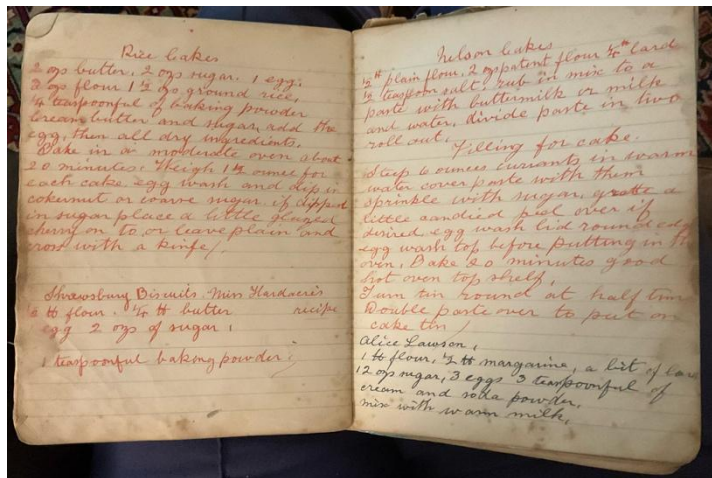 Rice Cakes
2 ozs butter. 2 ozs sugar. 1 egg.
3 ozs flour 1½ ozs ground rice,
¼ teaspoonful of baking powder
Cream butter and sugar, add the
egg, then all dry ingredients.
Bake in a moderate oven about
20 minutes. Weigh 1¼ ounce for
each cake. egg wash and dip in
cokernut or coarse sugar, if dipped
in sugar place a little glazed
cherry on to or leave plain and
cross with a kinfe/.
Shrewsbury Biscuits. Miss Hardacre's
½ lb flour. ¼ lb butter recipe
egg 2 ozs of sugar.
1 teaspoonful baking powder.
Nelson Cakes
½ lb plain flour, 2 ozs patent flour ¼ lb lard
½ teaspoon salt. rub in mix to a
paste with buttermilk or milk
and water, divide paste in two
roll out.
Filling for cake.
Steep 6 ounces currants in warm
water cover paste with them
sprinkle with sugar, grate a
little candied peel over if
desired, egg wash lid round edge
egg wash top before putting in
oven. Bake 20 minutes good
hot oven top shelf,
Turn tin round at half time
Double paste over to put on
cake tin/
Alice Lawson.
1 lb flour, ½ lb margarine, a bit of lard
12 ozs sugar, 3 eggs 3 teaspoonful of
cream and soda powder.
mix with warm milk.